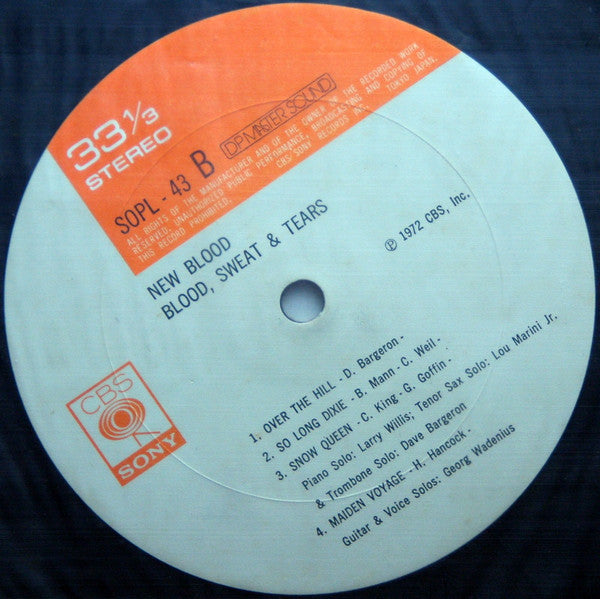 33 1/3
STEREO
SOPL - 43 B
DP MASTER SOUND
ALL RIGHTS OF THE MANUFACTURER AND OF THE OWNER OF THE RECORDED WORK
RESERVED, UNAUTHORIZED PUBLIC PERFORMANCE, BROADCASTING AND COPYING OF
THIS RECORD PROHIBITED. CBS/SONY RECORDS INC. TOKYO JAPAN.
NEW BLOOD
BLOOD, SWEAT & TEARS
℗ 1972 CBS, Inc.
CBS
SONY
1. OVER THE HILL - D. Bargeron -
2. SO LONG DIXIE - B. Mann - C. Weil -
3. SNOW QUEEN - C. King - G. Goffin -
Piano Solo: Larry Willis; Tenor Sax Solo: Lou Marini Jr.
& Trombone Solo: Dave Bargeron
4. MAIDEN VOYAGE - H. Hancock -
Guitar & Voice Solos: Georg Wadenius